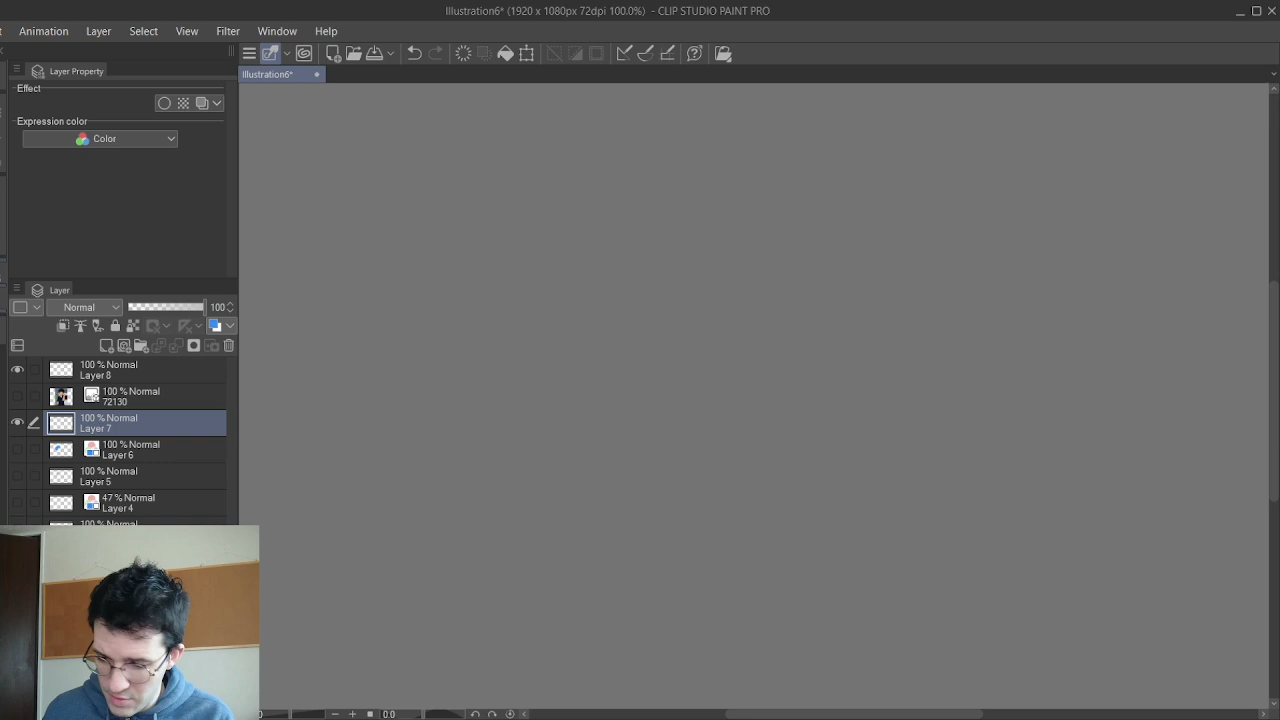 Illustration6* (1920 x 1080px 72dpi 100.0%) - CLIP STUDIO PAINT PRO
Animation Layer Select View Filter Window Help
Layer Property
Illustration6*
Effect
Expression color
Color
Layer
Normal 100
100 % Normal
Layer 8
100 % Normal
72130
100 % Normal
Layer 7
100 % Normal
Layer 6
100 % Normal
Layer 5
47 % Normal
Layer 4
100 % Normal
0.0